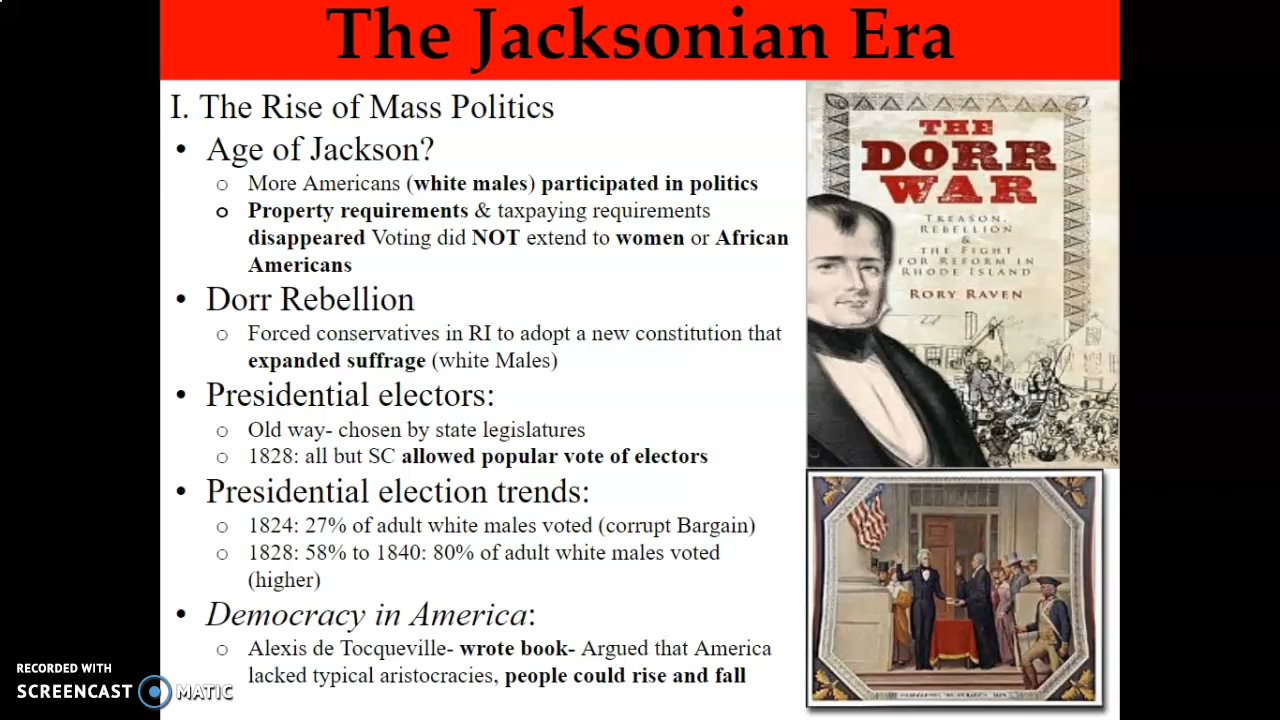 The Jacksonian Era
I. The Rise of Mass Politics
• Age of Jackson?
o More Americans (white males) participated in politics
o Property requirements & taxpaying requirements
disappeared Voting did NOT extend to women or African
Americans
• Dorr Rebellion
o Forced conservatives in RI to adopt a new constitution that
expanded suffrage (white Males)
• Presidential electors:
o Old way- chosen by state legislatures
o 1828: all but SC allowed popular vote of electors
• Presidential election trends:
o 1824: 27% of adult white males voted (corrupt Bargain)
o 1828: 58% to 1840: 80% of adult white males voted
(higher)
• Democracy in America:
o Alexis de Tocqueville- wrote book- Argued that America
lacked typical aristocracies, people could rise and fall
THE
DORR
WAR
TREASON,
REBELLION
&
THE FIGHT
FOR REFORM IN
RHODE ISLAND
RORY RAVEN
RECORDED WITH
SCREENCAST MATIC